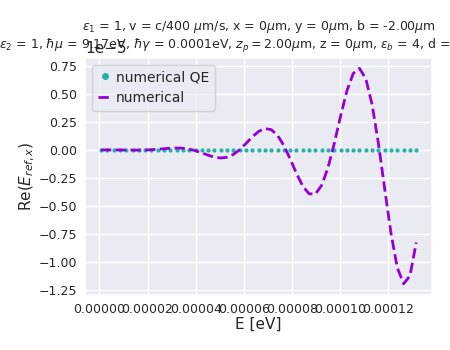 ε₁ = 1, v = c/400 μm/s, x = 0μm, y = 0μm, b = -2.00μm
ε₂ = 1, ħμ = 9.17eV, ħγ = 0.0001eV, zₚ = 2.00μm, z = 0μm, ε_b = 4, d =
1e−5
numerical QE
numerical
0.75
0.50
0.25
0.00
−0.25
−0.50
−0.75
−1.00
−1.25
Re(E_ref,x)
0.00000 0.00002 0.00004 0.00006 0.00008 0.00010 0.00012
E [eV]